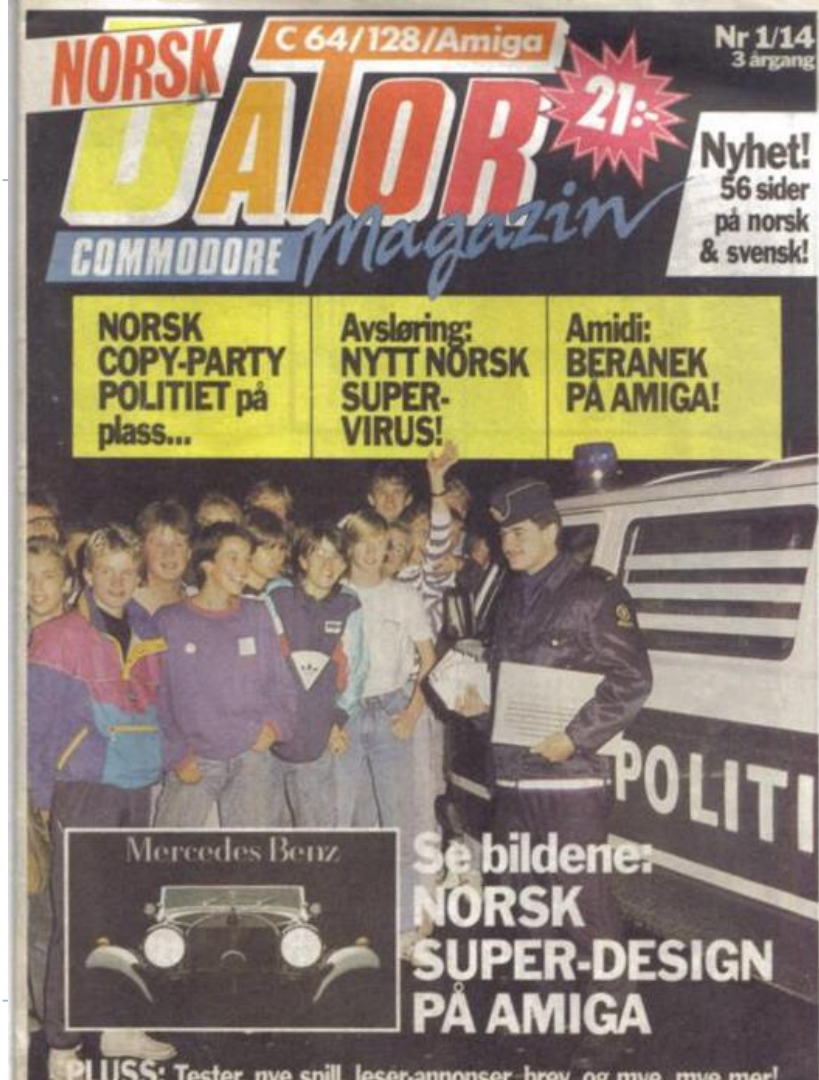 NORSK
C 64/128/Amiga
DATOR
COMMODORE Magazin
21:-
Nr 1/14
3 årgang
Nyhet!
56 sider
på norsk
& svensk!
NORSK
COPY-PARTY
POLITIET på
plass...
Avsløring:
NYTT NORSK
SUPER-
VIRUS!
Amidi:
BERANEK
PÅ AMIGA!
POLITI
Mercedes Benz
Se bildene:
NORSK
SUPER-DESIGN
PÅ AMIGA
PLUSS: Tester, nye spill, leser-annonser, brev, og mye, mye mer!